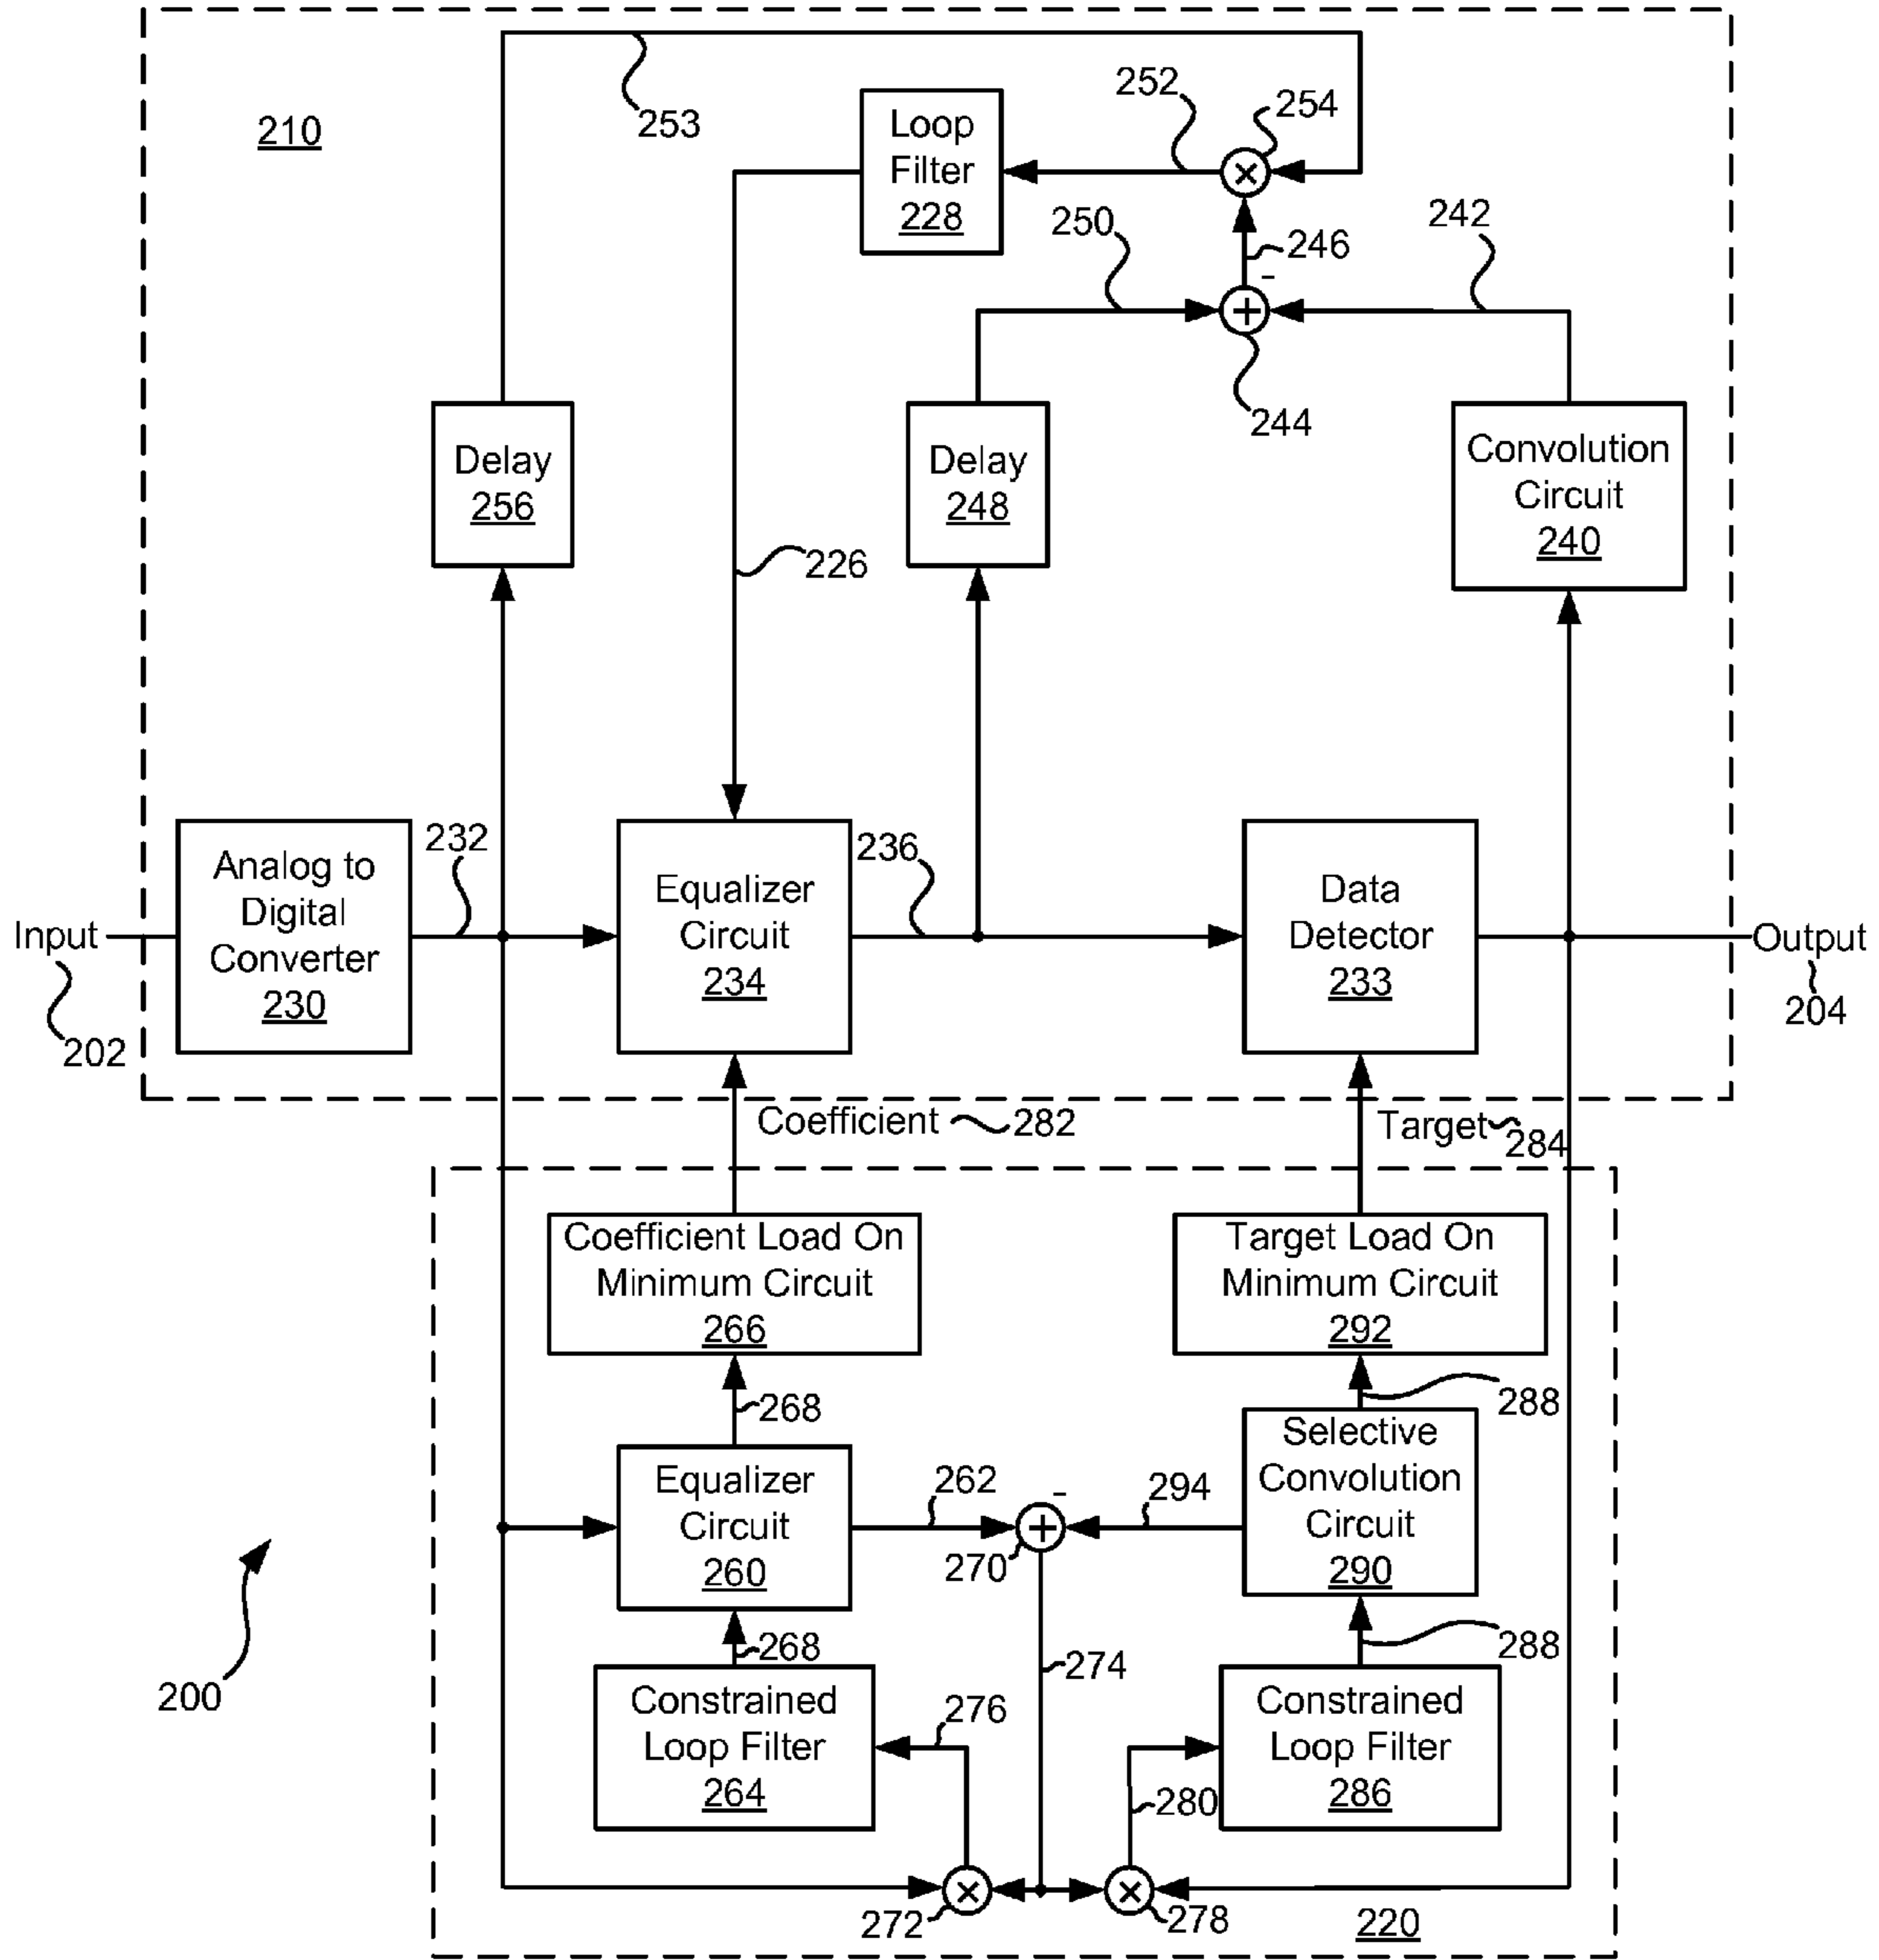 210
253
252
254
Loop
Filter
228
250
246
242
-
244
Delay
256
Delay
248
Convolution
Circuit
240
226
232
236
Input
202
Analog to
Digital
Converter
230
Equalizer
Circuit
234
Data
Detector
233
Output
204
Coefficient 282
Target 284
Coefficient Load On
Minimum Circuit
266
Target Load On
Minimum Circuit
292
268
288
Equalizer
Circuit
260
262
-
270
294
Selective
Convolution
Circuit
290
268
274
288
200
Constrained
Loop Filter
264
276
280
Constrained
Loop Filter
286
272
278
220